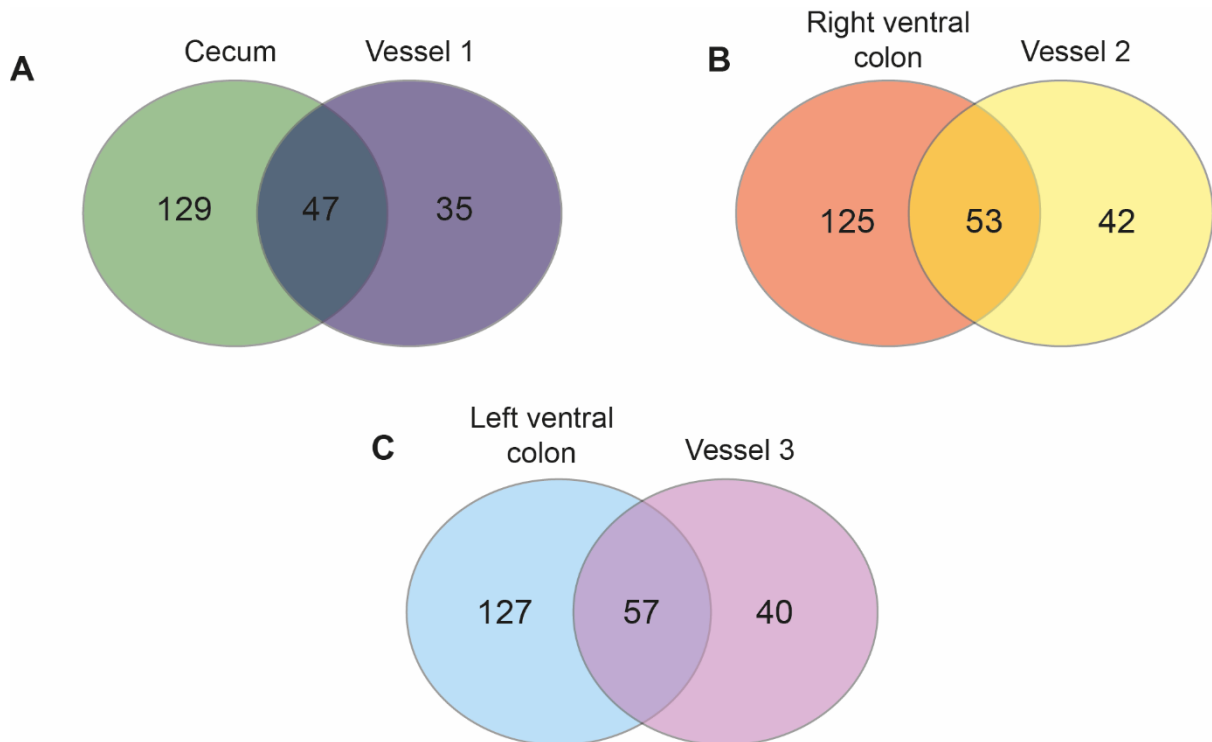 A
Cecum
Vessel 1
129
47
35
B
Right ventral
colon
Vessel 2
125
53
42
C
Left ventral
colon
Vessel 3
127
57
40